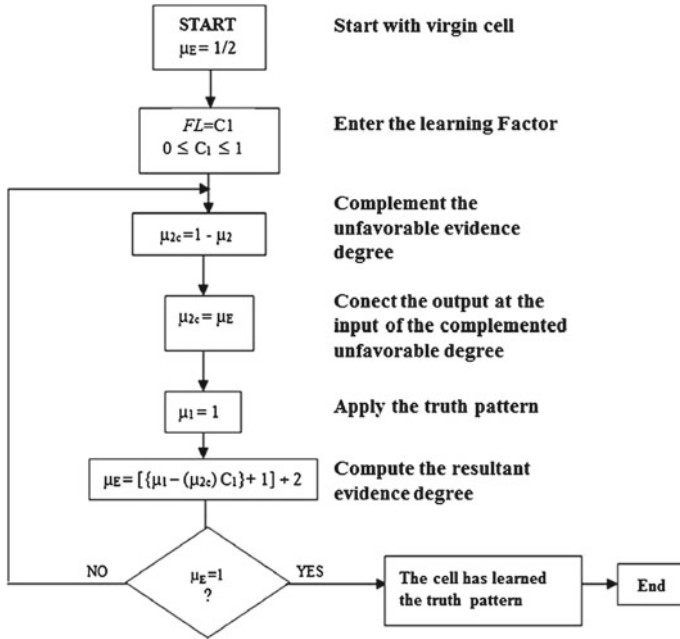 START
μE = 1/2
Start with virgin cell
FL=C1
0 ≤ C1 ≤ 1
Enter the learning Factor
μ2c=1 - μ2
Complement the
unfavorable evidence
degree
μ2c = μE
Conect the output at the
input of the complemented
unfavorable degree
μ1 = 1
Apply the truth pattern
μE = [{μ1 – (μ2c) C1}+ 1] ÷ 2
Compute the resultant
evidence degree
μE=1
?
NO
YES
The cell has learned
the truth pattern
End